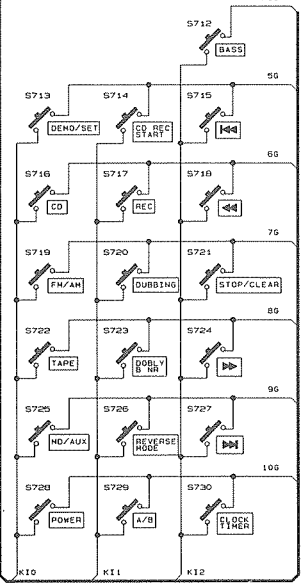 S712
BASS
5G
S713 S714 S715
DEMO/SET CD REC
START
6G
S716 S717 S718
CD REC
7G
S719 S720 S721
FM/AM DUBBING STOP/CLEAR
8G
S722 S723 S724
TAPE DOBLY
B NR
9G
S725 S726 S727
MD/AUX REVERSE
MODE
10G
S728 S729 S730
POWER A/B CLOCK
TIMER
KI0 KI1 KI2